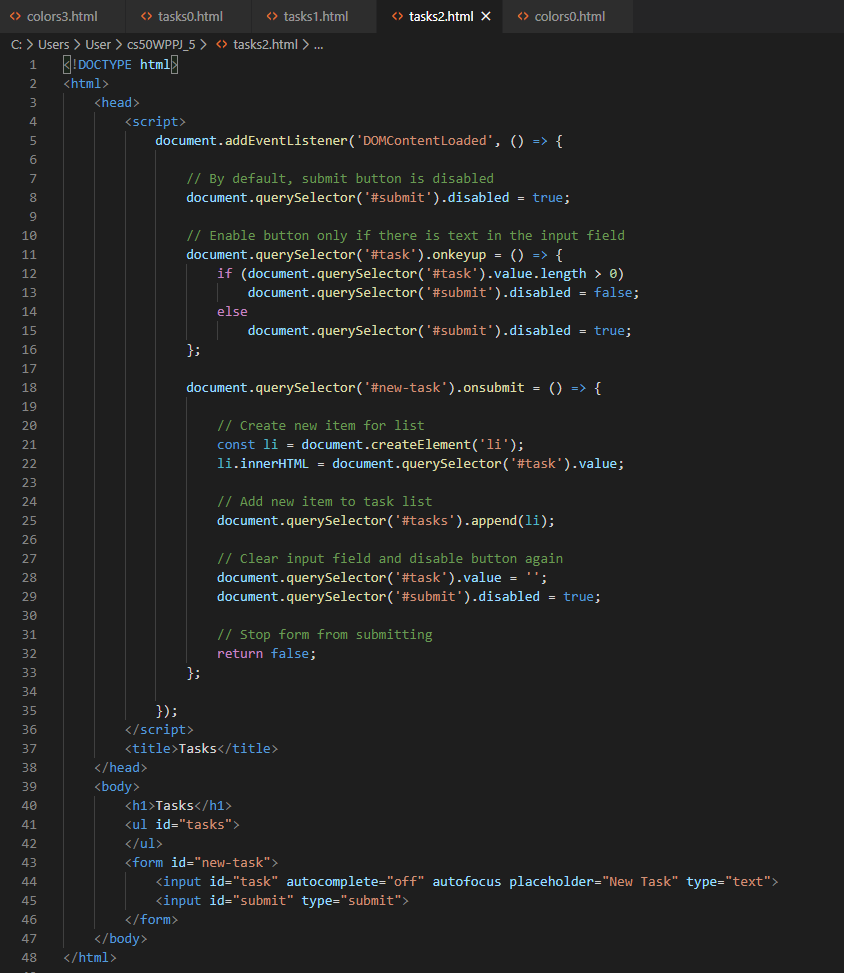 colors3.html tasks0.html tasks1.html tasks2.html colors0.html
C: > Users > User > cs50WPPJ_5 > tasks2.html > ...
1 <!DOCTYPE html>
2 <html>
3 <head>
4 <script>
5 document.addEventListener('DOMContentLoaded', () => {
6
7 // By default, submit button is disabled
8 document.querySelector('#submit').disabled = true;
9
10 // Enable button only if there is text in the input field
11 document.querySelector('#task').onkeyup = () => {
12 if (document.querySelector('#task').value.length > 0)
13 document.querySelector('#submit').disabled = false;
14 else
15 document.querySelector('#submit').disabled = true;
16 };
17
18 document.querySelector('#new-task').onsubmit = () => {
19
20 // Create new item for list
21 const li = document.createElement('li');
22 li.innerHTML = document.querySelector('#task').value;
23
24 // Add new item to task list
25 document.querySelector('#tasks').append(li);
26
27 // Clear input field and disable button again
28 document.querySelector('#task').value = '';
29 document.querySelector('#submit').disabled = true;
30
31 // Stop form from submitting
32 return false;
33 };
34
35 });
36 </script>
37 <title>Tasks</title>
38 </head>
39 <body>
40 <h1>Tasks</h1>
41 <ul id="tasks">
42 </ul>
43 <form id="new-task">
44 <input id="task" autocomplete="off" autofocus placeholder="New Task" type="text">
45 <input id="submit" type="submit">
46 </form>
47 </body>
48 </html>